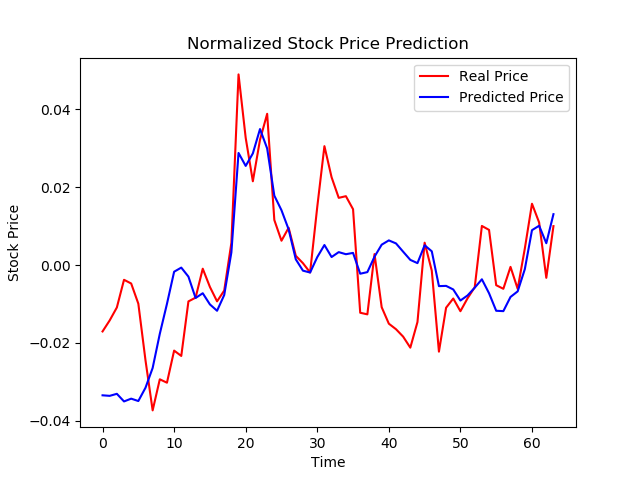 Normalized Stock Price Prediction
Real Price
Predicted Price
Stock Price
0.04
0.02
0.00
−0.02
−0.04
0 10 20 30 40 50 60
Time